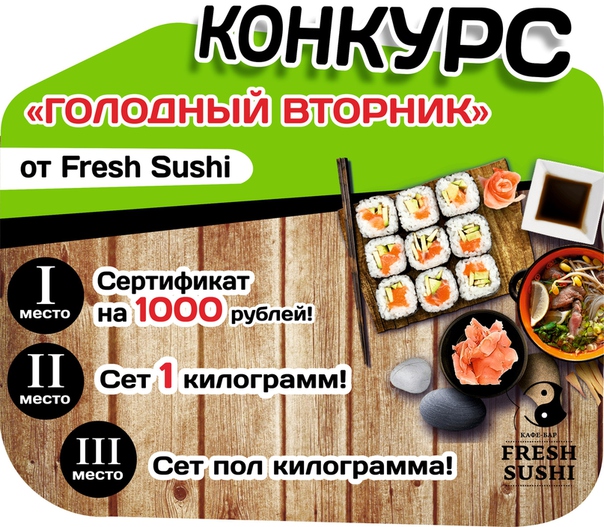 КОНКУРС
«ГОЛОДНЫЙ ВТОРНИК»
от Fresh Sushi
I
место
Сертификат
на 1000 рублей!
II
место
Сет 1 килограмм!
III
место
Сет пол килограмма!
КАФЕ-БАР
FRESH
SUSHI